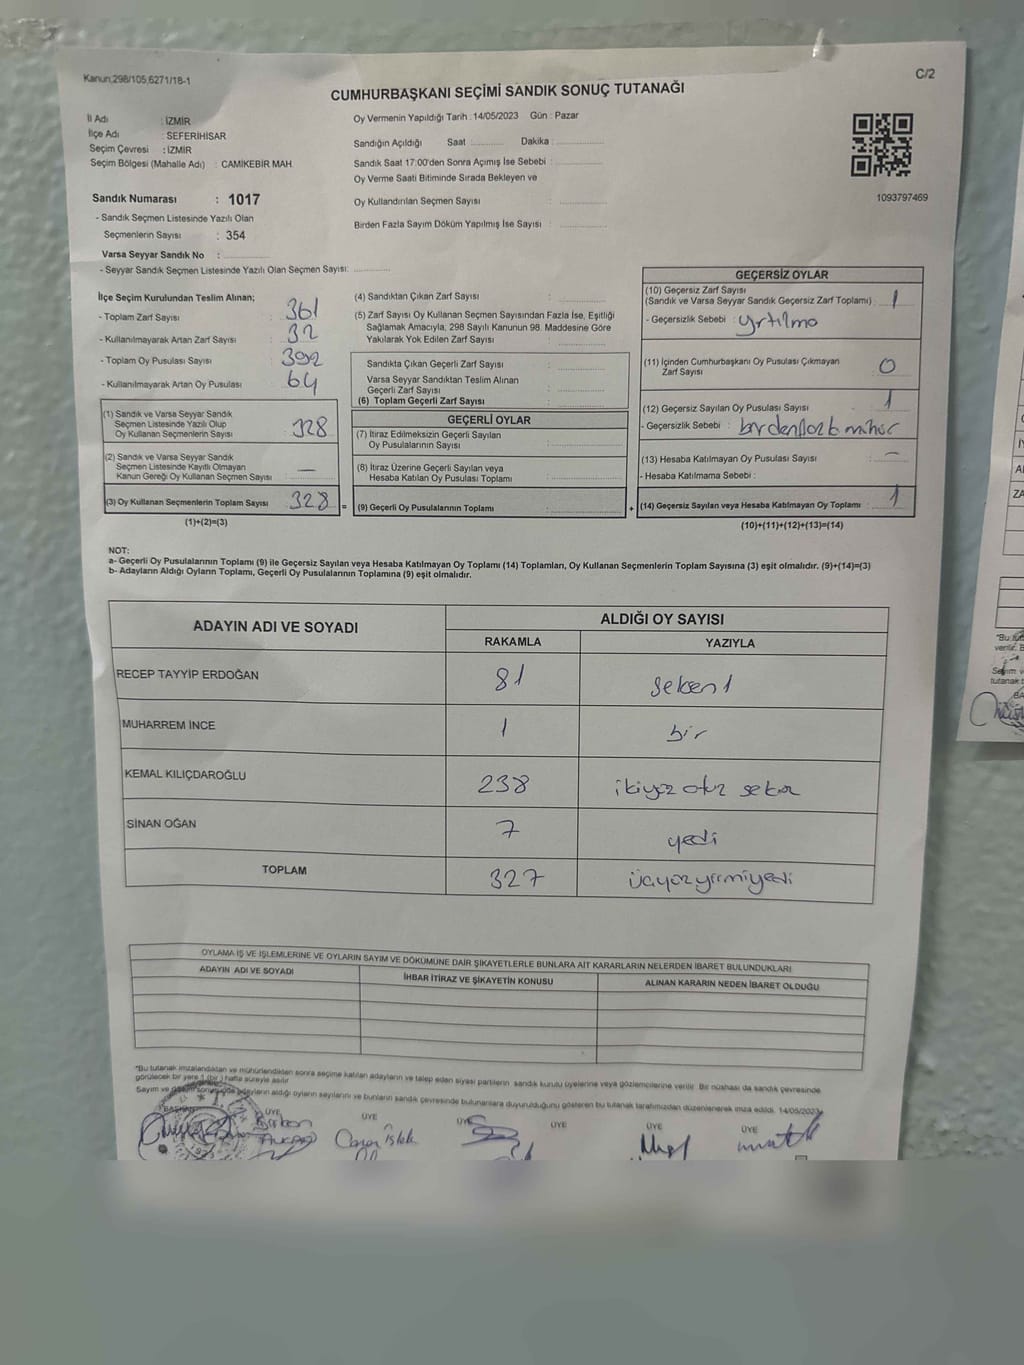 Kanun;298/105,6271/18-1
C/2
CUMHURBAŞKANI SEÇİMİ SANDIK SONUÇ TUTANAĞI
İl Adı : İZMİR
İlçe Adı : SEFERİHİSAR
Seçim Çevresi : İZMİR
Seçim Bölgesi (Mahalle Adı) : CAMİKEBİR MAH.
Sandık Numarası : 1017
- Sandık Seçmen Listesinde Yazılı Olan
Seçmenlerin Sayısı : 354
Varsa Seyyar Sandık No :
- Seyyar Sandık Seçmen Listesinde Yazılı Olan Seçmen Sayısı:
Oy Vermenin Yapıldığı Tarih : 14/05/2023 Gün : Pazar
Sandığın Açıldığı Saat Dakika
Sandık Saat 17:00'den Sonra Açımış İse Sebebi :
Oy Verme Saati Bitiminde Sırada Bekleyen ve
Oy Kullandırılan Seçmen Sayısı :
Birden Fazla Sayım Döküm Yapılmış İse Sayısı :
1093797469
İlçe Seçim Kurulundan Teslim Alınan;
- Toplam Zarf Sayısı : 361
- Kullanılmayarak Artan Zarf Sayısı : 32
- Toplam Oy Pusulası Sayısı : 392
- Kullanılmayarak Artan Oy Pusulası : 64
(1) Sandık ve Varsa Seyyar Sandık
Seçmen Listesinde Yazılı Olup
Oy Kullanan Seçmenlerin Sayısı : 328
(2) Sandık ve Varsa Seyyar Sandık
Seçmen Listesinde Kayıtlı Olmayan
Kanun Gereği Oy Kullanan Seçmen Sayısı : —
(3) Oy Kullanan Seçmenlerin Toplam Sayısı : 328 =
(1)+(2)=(3)
(4) Sandıktan Çıkan Zarf Sayısı :
(5) Zarf Sayısı Oy Kullanan Seçmen Sayısından Fazla İse, Eşitliği
Sağlamak Amacıyla, 298 Sayılı Kanunun 98. Maddesine Göre
Yakılarak Yok Edilen Zarf Sayısı :
Sandıkta Çıkan Geçerli Zarf Sayısı :
Varsa Seyyar Sandıktan Teslim Alınan
Geçerli Zarf Sayısı :
(6) Toplam Geçerli Zarf Sayısı :
GEÇERLİ OYLAR
(7) İtiraz Edilmeksizin Geçerli Sayılan
Oy Pusulalarının Sayısı :
(8) İtiraz Üzerine Geçerli Sayılan veya
Hesaba Katılan Oy Pusulası Toplamı :
(9) Geçerli Oy Pusulalarının Toplamı : +
GEÇERSİZ OYLAR
(10) Geçersiz Zarf Sayısı
(Sandık ve Varsa Seyyar Sandık Geçersiz Zarf Toplamı) : 1
- Geçersizlik Sebebi : yırtılma
(11) İçinden Cumhurbaşkanı Oy Pusulası Çıkmayan
Zarf Sayısı : 0
(12) Geçersiz Sayılan Oy Pusulası Sayısı : 1
- Geçersizlik Sebebi :
(13) Hesaba Katılmayan Oy Pusulası Sayısı : —
- Hesaba Katılmama Sebebi :
(14) Geçersiz Sayılan veya Hesaba Katılmayan Oy Toplamı : 1
(10)+(11)+(12)+(13)=(14)
NOT:
a- Geçerli Oy Pusulalarının Toplamı (9) ile Geçersiz Sayılan veya Hesaba Katılmayan Oy Toplamı (14) Toplamları, Oy Kullanan Seçmenlerin Toplam Sayısına (3) eşit olmalıdır. (9)+(14)=(3)
b- Adayların Aldığı Oyların Toplamı, Geçerli Oy Pusulalarının Toplamına (9) eşit olmalıdır.
ADAYIN ADI VE SOYADI
ALDIĞI OY SAYISI
RAKAMLA YAZIYLA
RECEP TAYYİP ERDOĞAN 81 seksen1
MUHARREM İNCE 1 bir
KEMAL KILIÇDAROĞLU 238 ikiyüz otuz sekiz
SİNAN OĞAN 7 yedi
TOPLAM 327 üçyüzyirmiyedi
OYLAMA İŞ VE İŞLEMLERİNE VE OYLARIN SAYIM VE DÖKÜMÜNE DAİR ŞİKAYETLERLE BUNLARA AİT KARARLARIN NELERDEN İBARET BULUNDUKLARI
ADAYIN ADI VE SOYADI İHBAR İTİRAZ VE ŞİKAYETİN KONUSU ALINAN KARARIN NEDEN İBARET OLDUĞU
*Bu tutanak imzalandıktan ve mühürlendikten sonra seçime katılan adayların ve talep eden siyasi partilerin sandık kurulu üyelerine veya gözlemcilerine verilir. Bir nüshası da sandık çevresinde
görülecek bir yere 1 (bir ) hafta süreyle asılır.
Sayım ve döküm sonucunda adayların aldığı oyların sayılarını ve bunların sandık çevresinde bulunanlara duyurulduğunu gösteren bu tutanak tarafımızdan düzenlenerek imza edildi. 14/05/2023
BAŞKAN ÜYE ÜYE ÜYE ÜYE ÜYE ÜYE